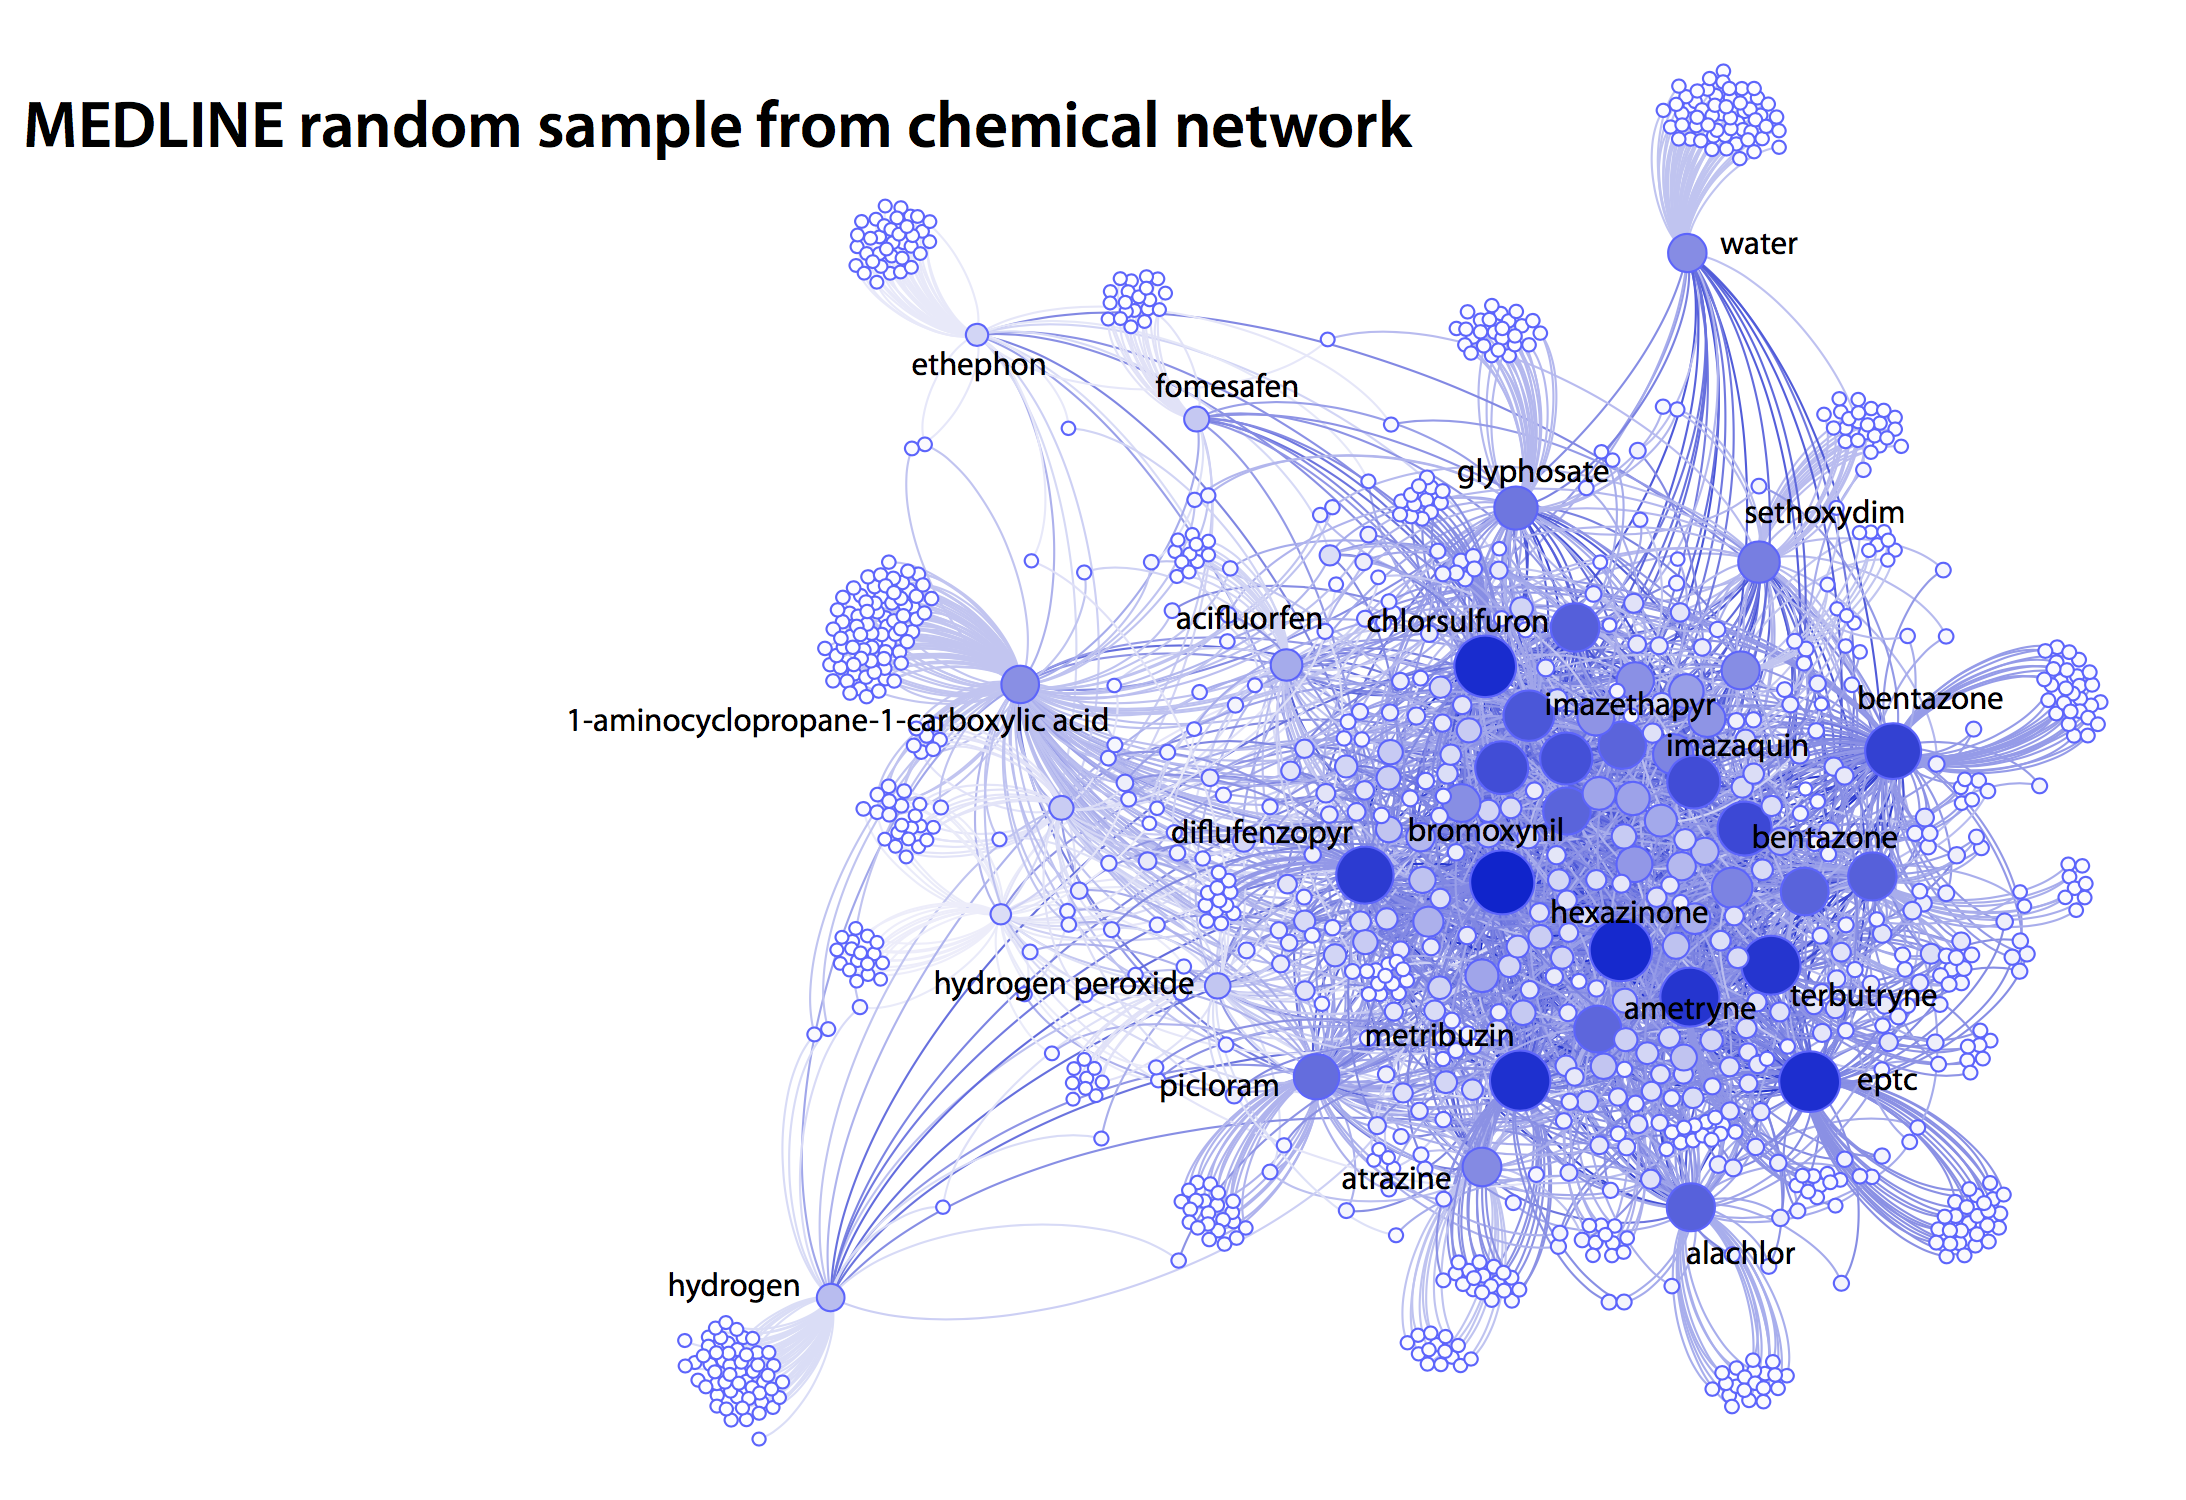 MEDLINE random sample from chemical network
water
ethephon
fomesafen
glyphosate
sethoxydim
acifluorfen
chlorsulfuron
imazethapyr
bentazone
1-aminocyclopropane-1-carboxylic acid
imazaquin
diflufenzopyr
bromoxynil
bentazone
hexazinone
hydrogen peroxide
terbutryne
ametryne
metribuzin
picloram
eptc
atrazine
alachlor
hydrogen